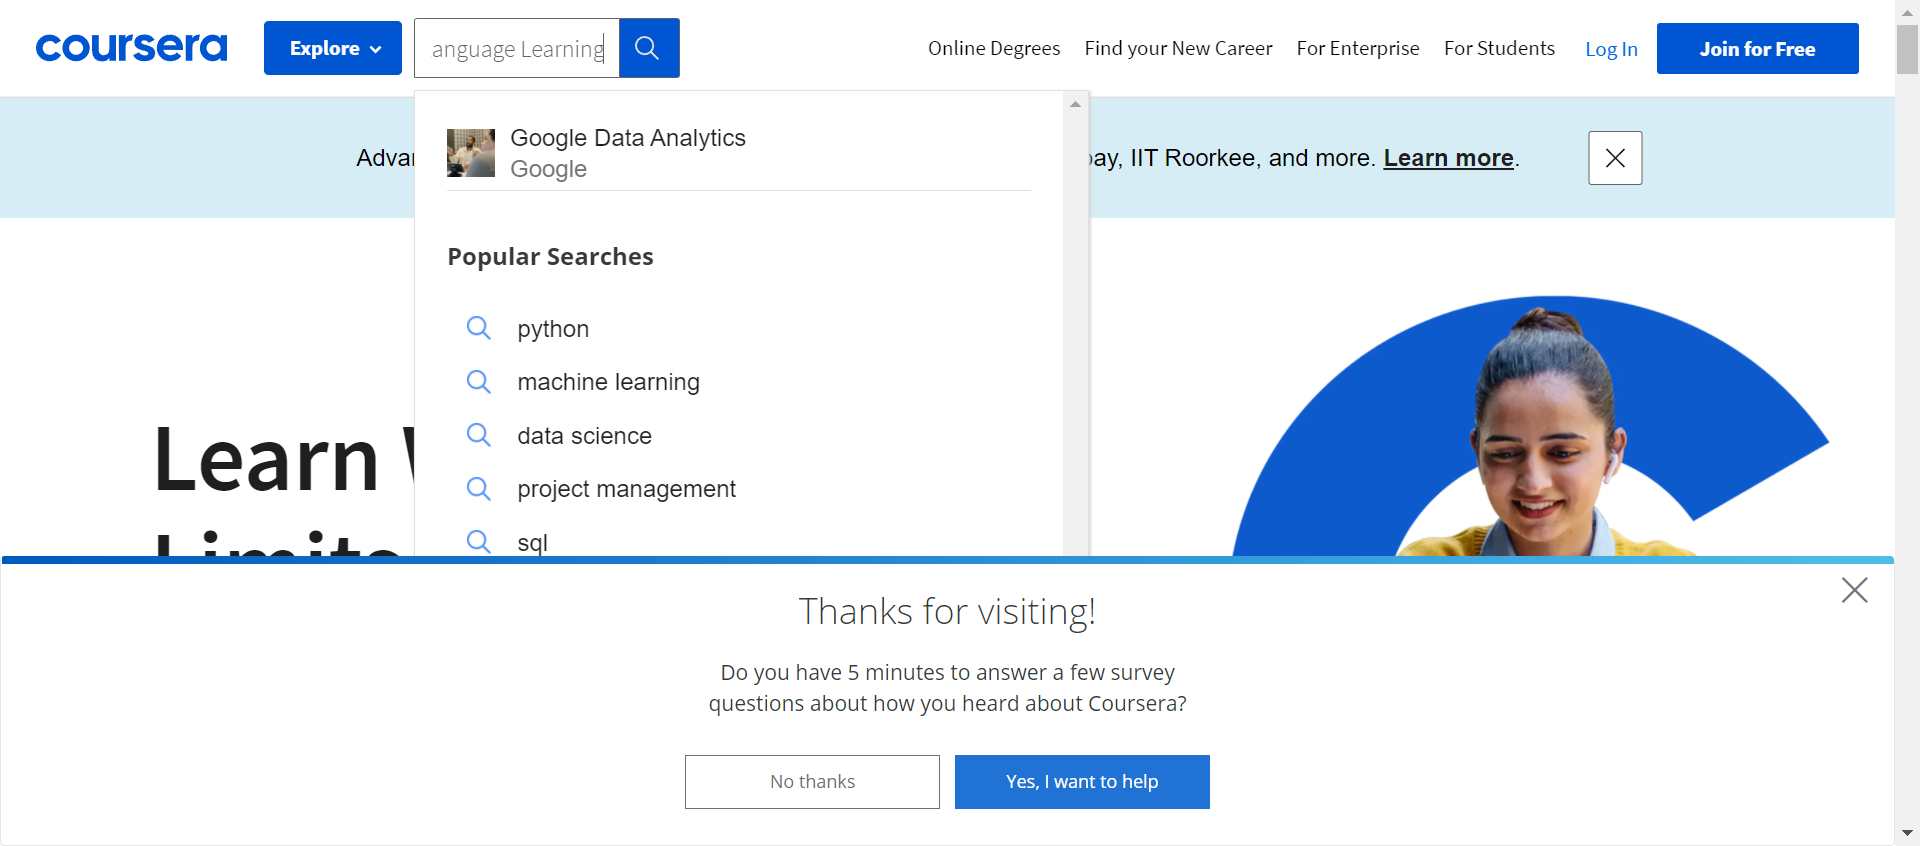 coursera
Explore
anguage Learning
Online Degrees
Find your New Career
For Enterprise
For Students
Log In
Join for Free
Google Data Analytics
Google
ay, IIT Roorkee, and more. Learn more.
Popular Searches
python
machine learning
data science
project management
sql
Learn
Thanks for visiting!
Do you have 5 minutes to answer a few survey
questions about how you heard about Coursera?
No thanks
Yes, I want to help